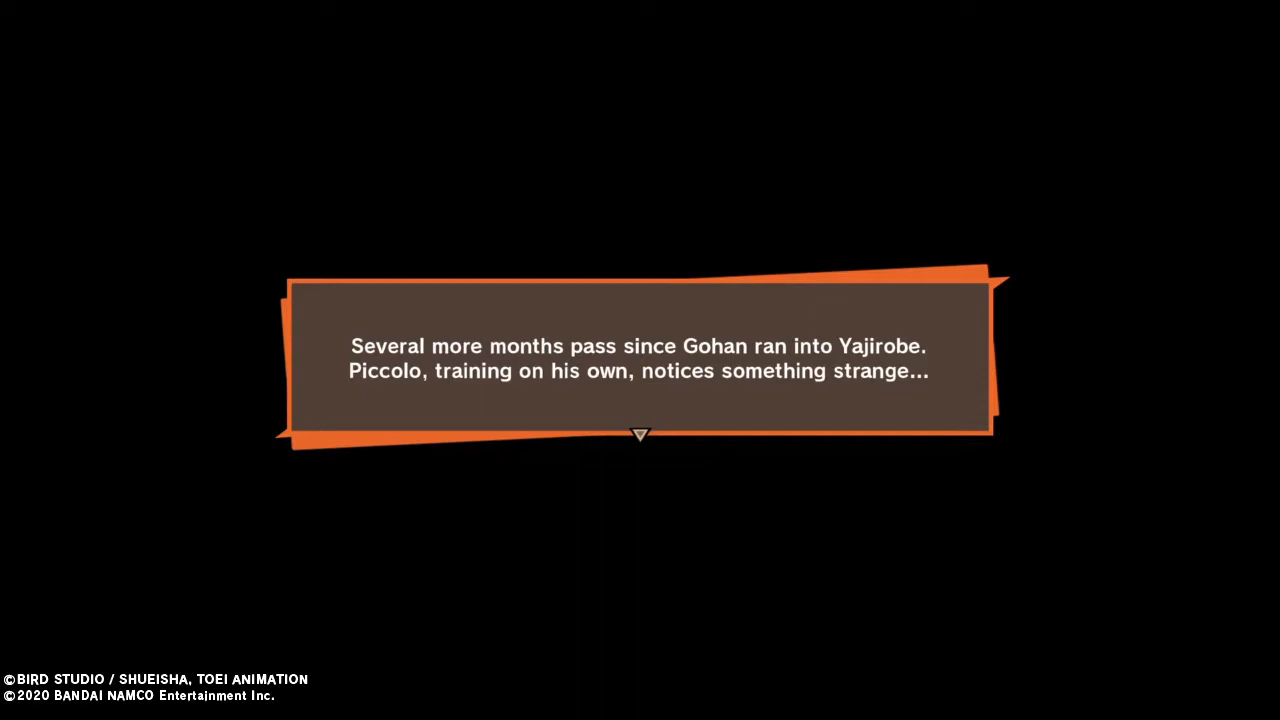 Several more months pass since Gohan ran into Yajirobe.
Piccolo, training on his own, notices something strange...
©BIRD STUDIO / SHUEISHA, TOEI ANIMATION
©2020 BANDAI NAMCO Entertainment Inc.